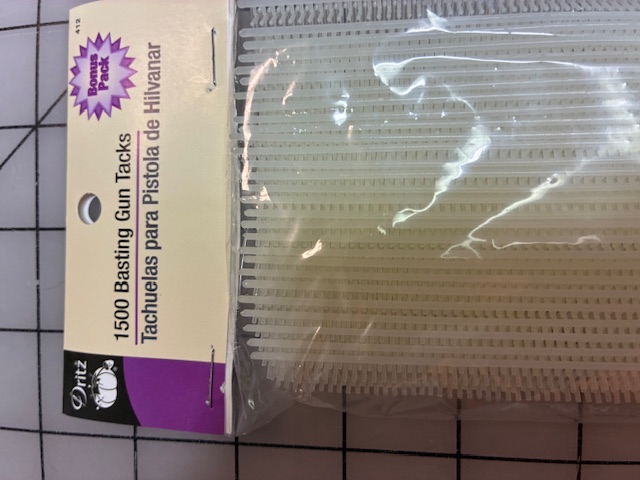 412
Bonus
Pack
1500 Basting Gun Tacks
Tachuelas para Pistola de Hilvanar
Dritz